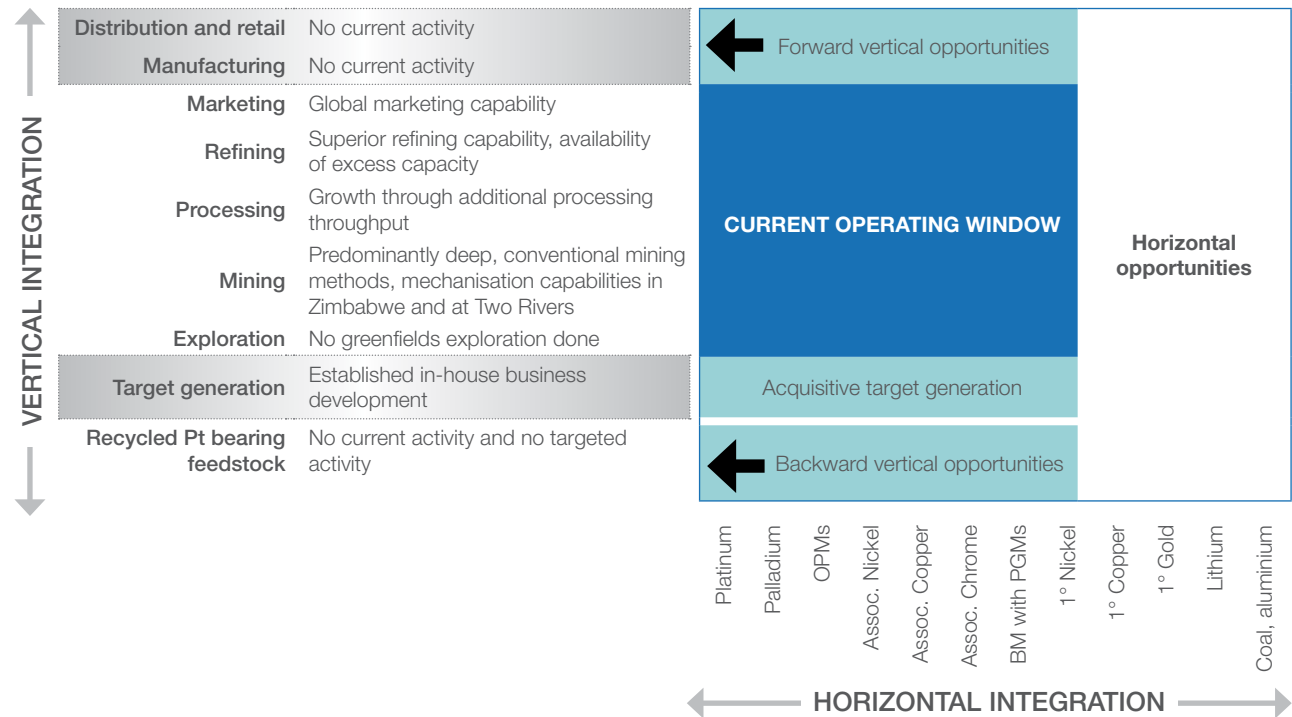 VERTICAL INTEGRATION
Distribution and retail No current activity
Manufacturing No current activity
Marketing Global marketing capability
Refining Superior refining capability, availability
of excess capacity
Processing Growth through additional processing
throughput
Mining Predominantly deep, conventional mining
methods, mechanisation capabilities in
Zimbabwe and at Two Rivers
Exploration No greenfields exploration done
Target generation Established in-house business
development
Recycled Pt bearing No current activity and no targeted
feedstock activity
Forward vertical opportunities
CURRENT OPERATING WINDOW
Horizontal
opportunities
Acquisitive target generation
Backward vertical opportunities
Platinum
Palladium
OPMs
Assoc. Nickel
Assoc. Copper
Assoc. Chrome
BM with PGMs
1° Nickel
1° Copper
1° Gold
Lithium
Coal, aluminium
HORIZONTAL INTEGRATION